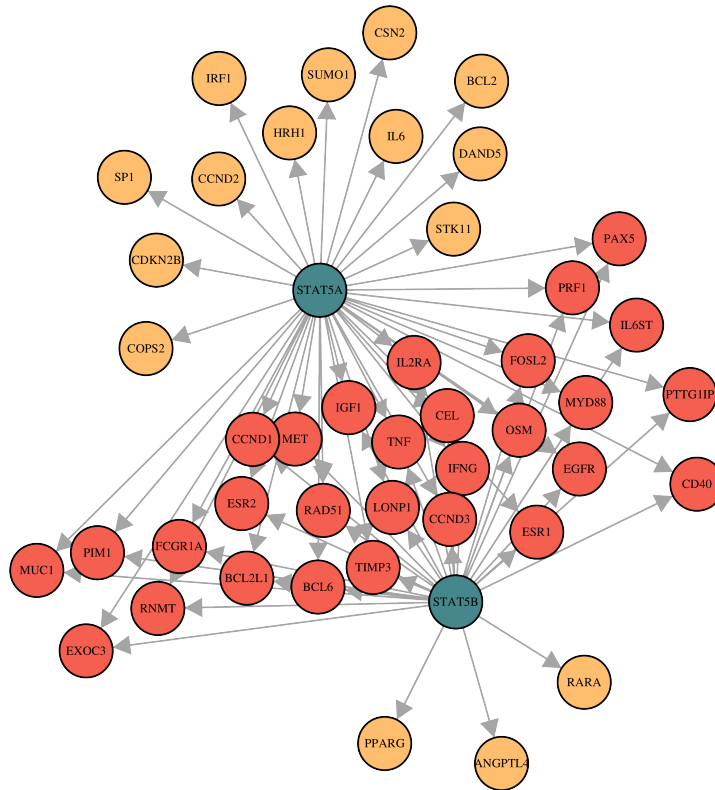 CSN2
SUMO1
IRF1
BCL2
HRH1
IL6
DAND5
SP1
CCND2
STK11
PAX5
CDKN2B
STAT5A
PRF1
IL6ST
COPS2
IL2RA
FOSL2
PTTG1IP
MYD88
IGF1
CEL
OSM
CCND1
MET
TNF
IFNG
EGFR
CD40
ESR2
RAD51
LONP1
CCND3
ESR1
FCGR1A
PIM1
MUC1
TIMP3
BCL2L1
BCL6
STAT5B
RNMT
EXOC3
RARA
PPARG
ANGPTL4